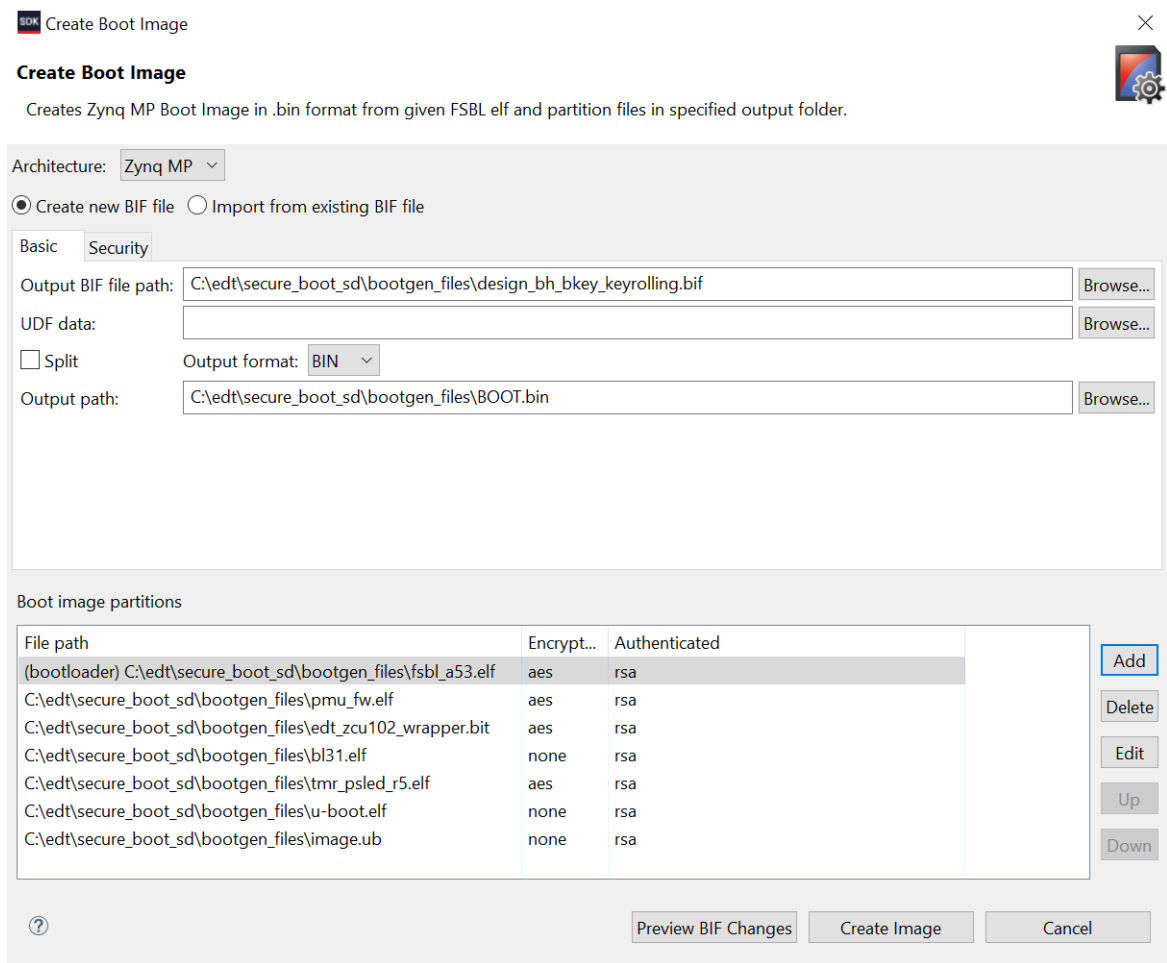 SDK Create Boot Image
Create Boot Image
Creates Zynq MP Boot Image in .bin format from given FSBL elf and partition files in specified output folder.
Architecture: Zynq MP
Create new BIF file Import from existing BIF file
Basic Security
Output BIF file path: C:\edt\secure_boot_sd\bootgen_files\design_bh_bkey_keyrolling.bif Browse...
UDF data: Browse...
Split Output format: BIN
Output path: C:\edt\secure_boot_sd\bootgen_files\BOOT.bin Browse...
Boot image partitions
File path Encrypt... Authenticated
(bootloader) C:\edt\secure_boot_sd\bootgen_files\fsbl_a53.elf aes rsa
Add
C:\edt\secure_boot_sd\bootgen_files\pmu_fw.elf aes rsa
Delete
C:\edt\secure_boot_sd\bootgen_files\edt_zcu102_wrapper.bit aes rsa
C:\edt\secure_boot_sd\bootgen_files\bl31.elf none rsa
Edit
C:\edt\secure_boot_sd\bootgen_files\tmr_psled_r5.elf aes rsa
Up
C:\edt\secure_boot_sd\bootgen_files\u-boot.elf none rsa
C:\edt\secure_boot_sd\bootgen_files\image.ub none rsa
Down
? Preview BIF Changes Create Image Cancel